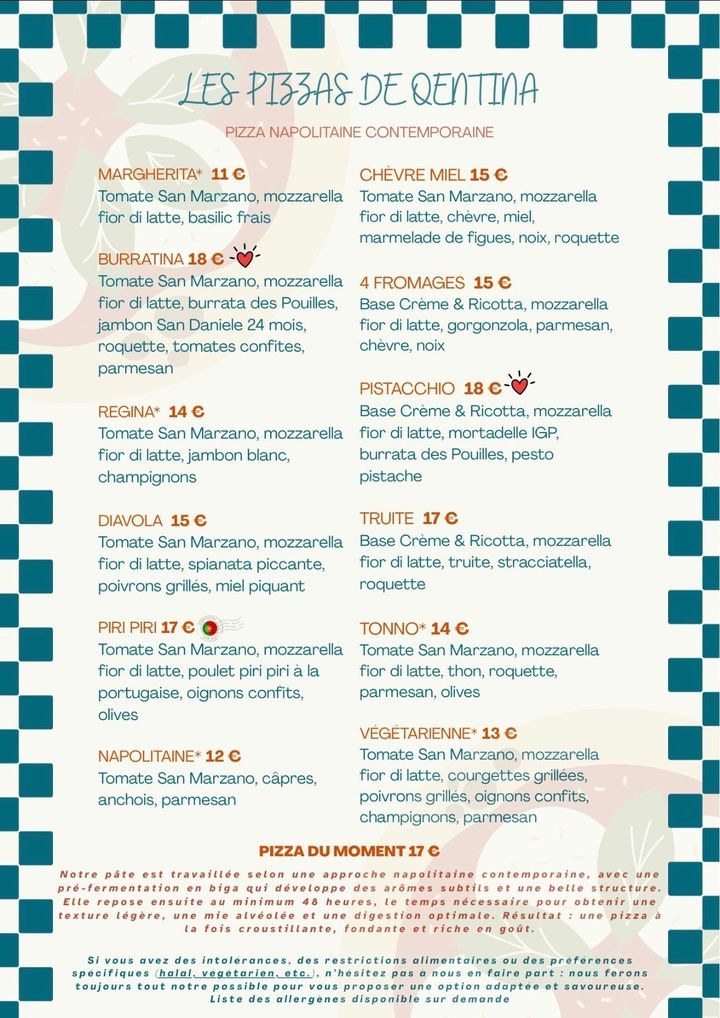 LES PIZZAS DE QENTINA
PIZZA NAPOLITAINE CONTEMPORAINE
MARGHERITA* 11 €
Tomate San Marzano, mozzarella
fior di latte, basilic frais
BURRATINA 18 €
Tomate San Marzano, mozzarella
fior di latte, burrata des Pouilles,
jambon San Daniele 24 mois,
roquette, tomates confites,
parmesan
REGINA* 14 €
Tomate San Marzano, mozzarella
fior di latte, jambon blanc,
champignons
DIAVOLA 15 €
Tomate San Marzano, mozzarella
fior di latte, spianata piccante,
poivrons grillés, miel piquant
PIRI PIRI 17 €
Tomate San Marzano, mozzarella
fior di latte, poulet piri piri à la
portugaise, oignons confits,
olives
NAPOLITAINE* 12 €
Tomate San Marzano, câpres,
anchois, parmesan
CHÈVRE MIEL 15 €
Tomate San Marzano, mozzarella
fior di latte, chèvre, miel,
marmelade de figues, noix, roquette
4 FROMAGES 15 €
Base Crème & Ricotta, mozzarella
fior di latte, gorgonzola, parmesan,
chèvre, noix
PISTACCHIO 18 €
Base Crème & Ricotta, mozzarella
fior di latte, mortadelle IGP,
burrata des Pouilles, pesto
pistache
TRUITE 17 €
Base Crème & Ricotta, mozzarella
fior di latte, truite, stracciatella,
roquette
TONNO* 14 €
Tomate San Marzano, mozzarella
fior di latte, thon, roquette,
parmesan, olives
VÉGÉTARIENNE* 13 €
Tomate San Marzano, mozzarella
fior di latte, courgettes grillées,
poivrons grillés, oignons confits,
champignons, parmesan
PIZZA DU MOMENT 17 €
Notre pâte est travaillée selon une approche napolitaine contemporaine, avec une
pré-fermentation en biga qui développe des arômes subtils et une belle structure.
Elle repose ensuite au minimum 48 heures, le temps nécessaire pour obtenir une
texture légère, une mie alvéolée et une digestion optimale. Résultat : une pizza à
la fois croustillante, fondante et riche en goût.
Si vous avez des intolérances, des restrictions alimentaires ou des préférences
spécifiques (halal, végétarien, etc.), n'hésitez pas à nous en faire part : nous ferons
toujours tout notre possible pour vous proposer une option adaptée et savoureuse.
Liste des allergènes disponible sur demande